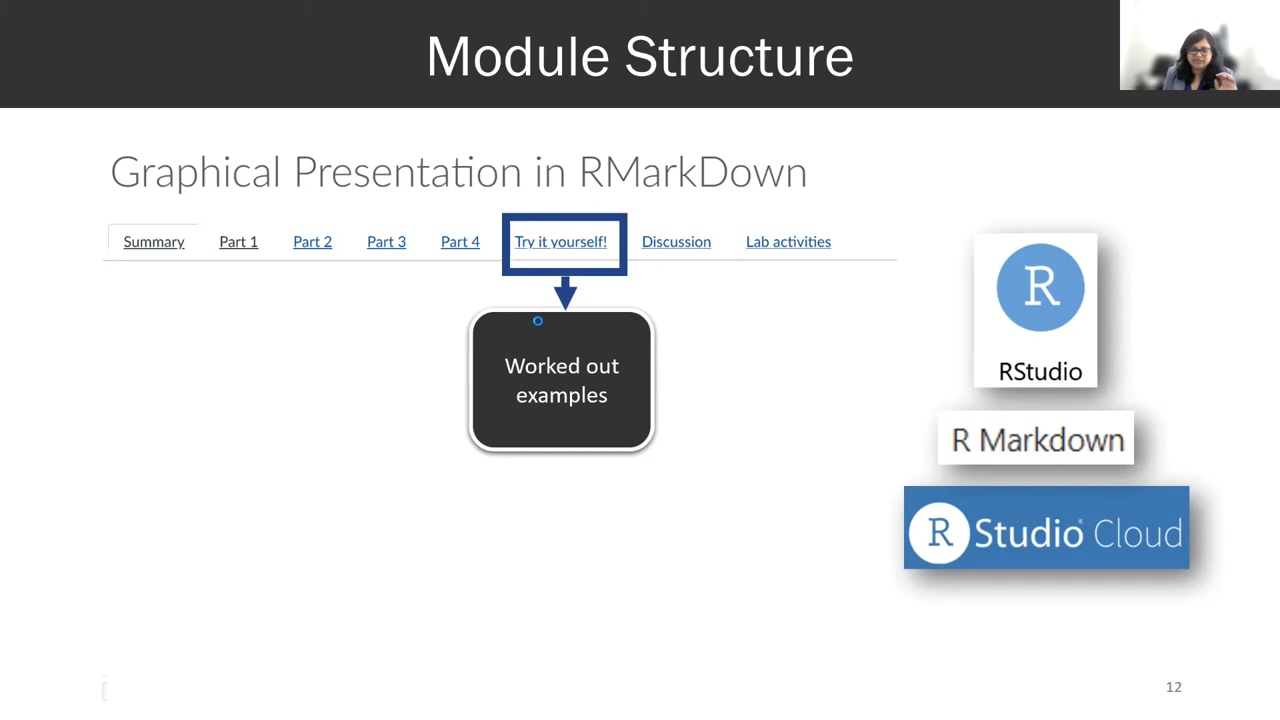 Module Structure
Graphical Presentation in RMarkDown
Summary Part 1 Part 2 Part 3 Part 4 Try it yourself! Discussion Lab activities
Worked out
examples
R
RStudio
R Markdown
R Studio® Cloud
12